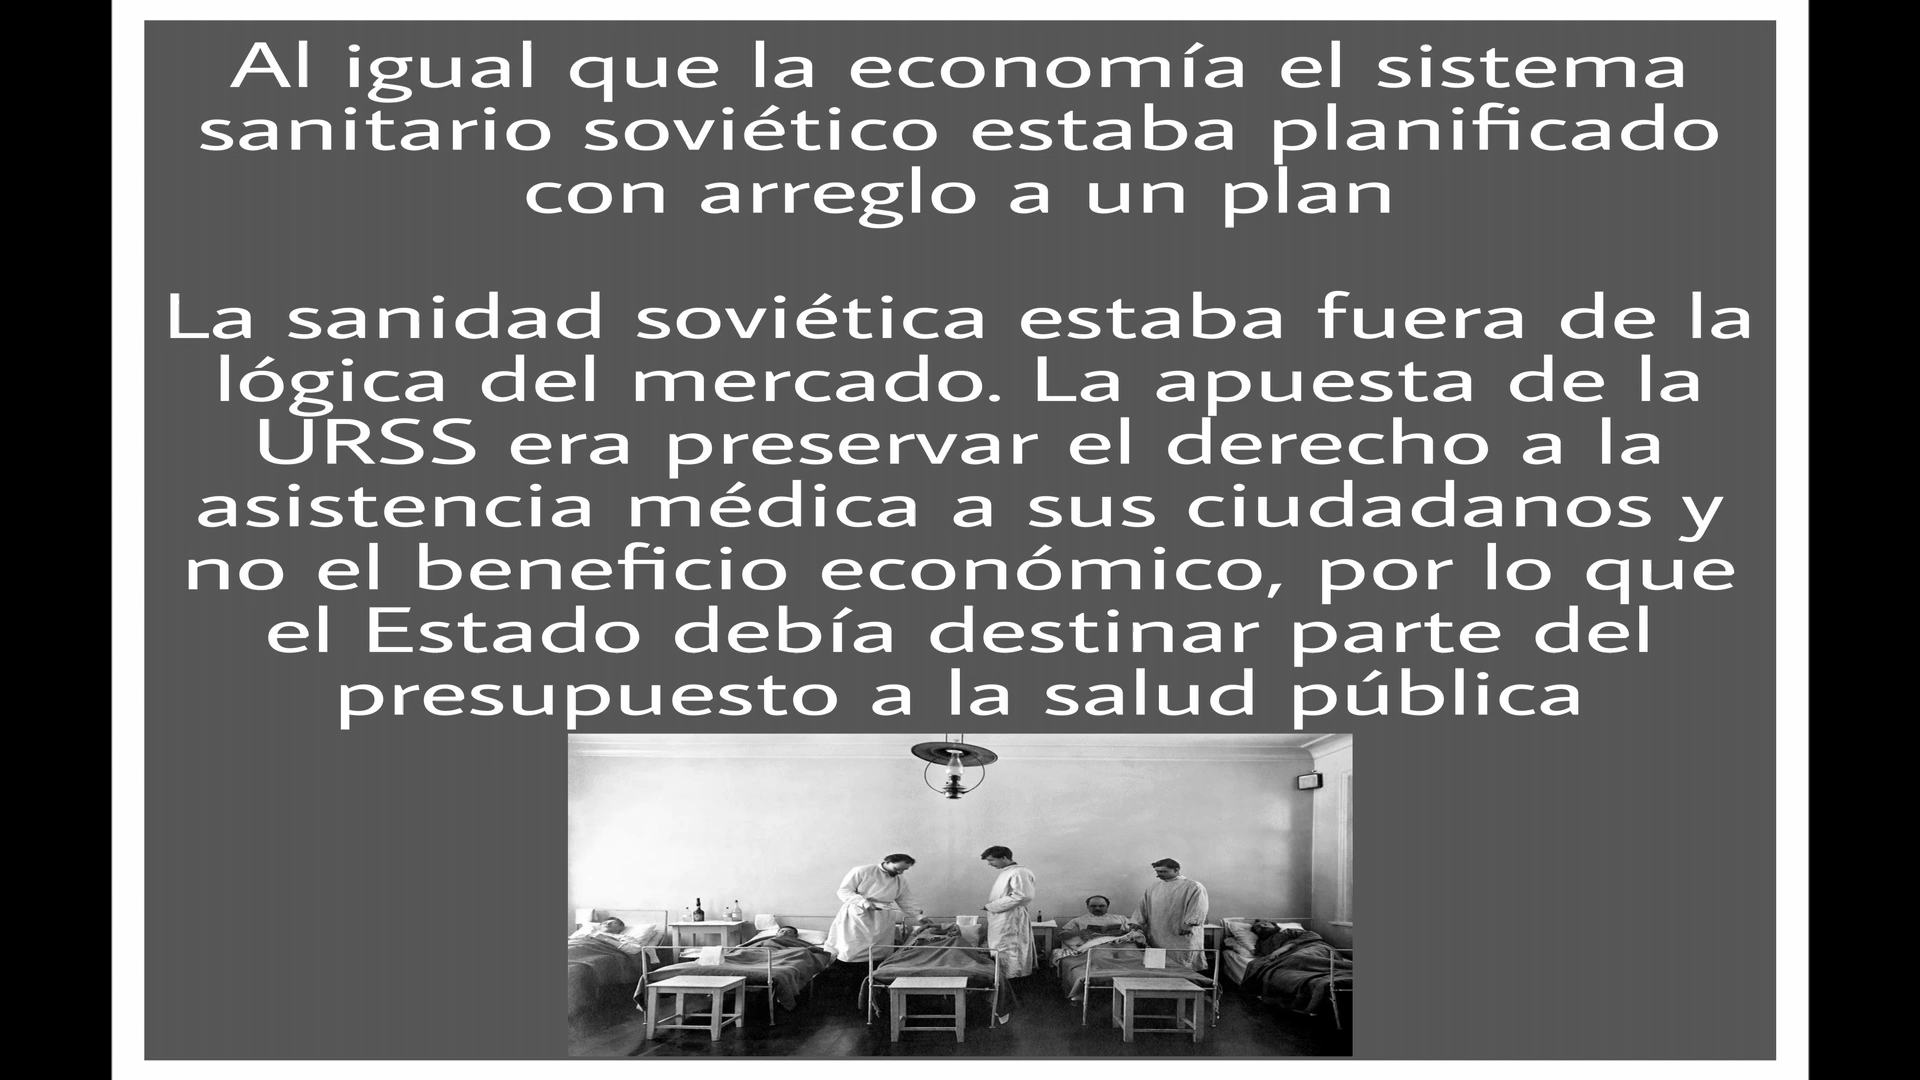 Al igual que la economía el sistema
sanitario soviético estaba planificado
con arreglo a un plan
La sanidad soviética estaba fuera de la
lógica del mercado. La apuesta de la
URSS era preservar el derecho a la
asistencia médica a sus ciudadanos y
no el beneficio económico, por lo que
el Estado debía destinar parte del
presupuesto a la salud pública